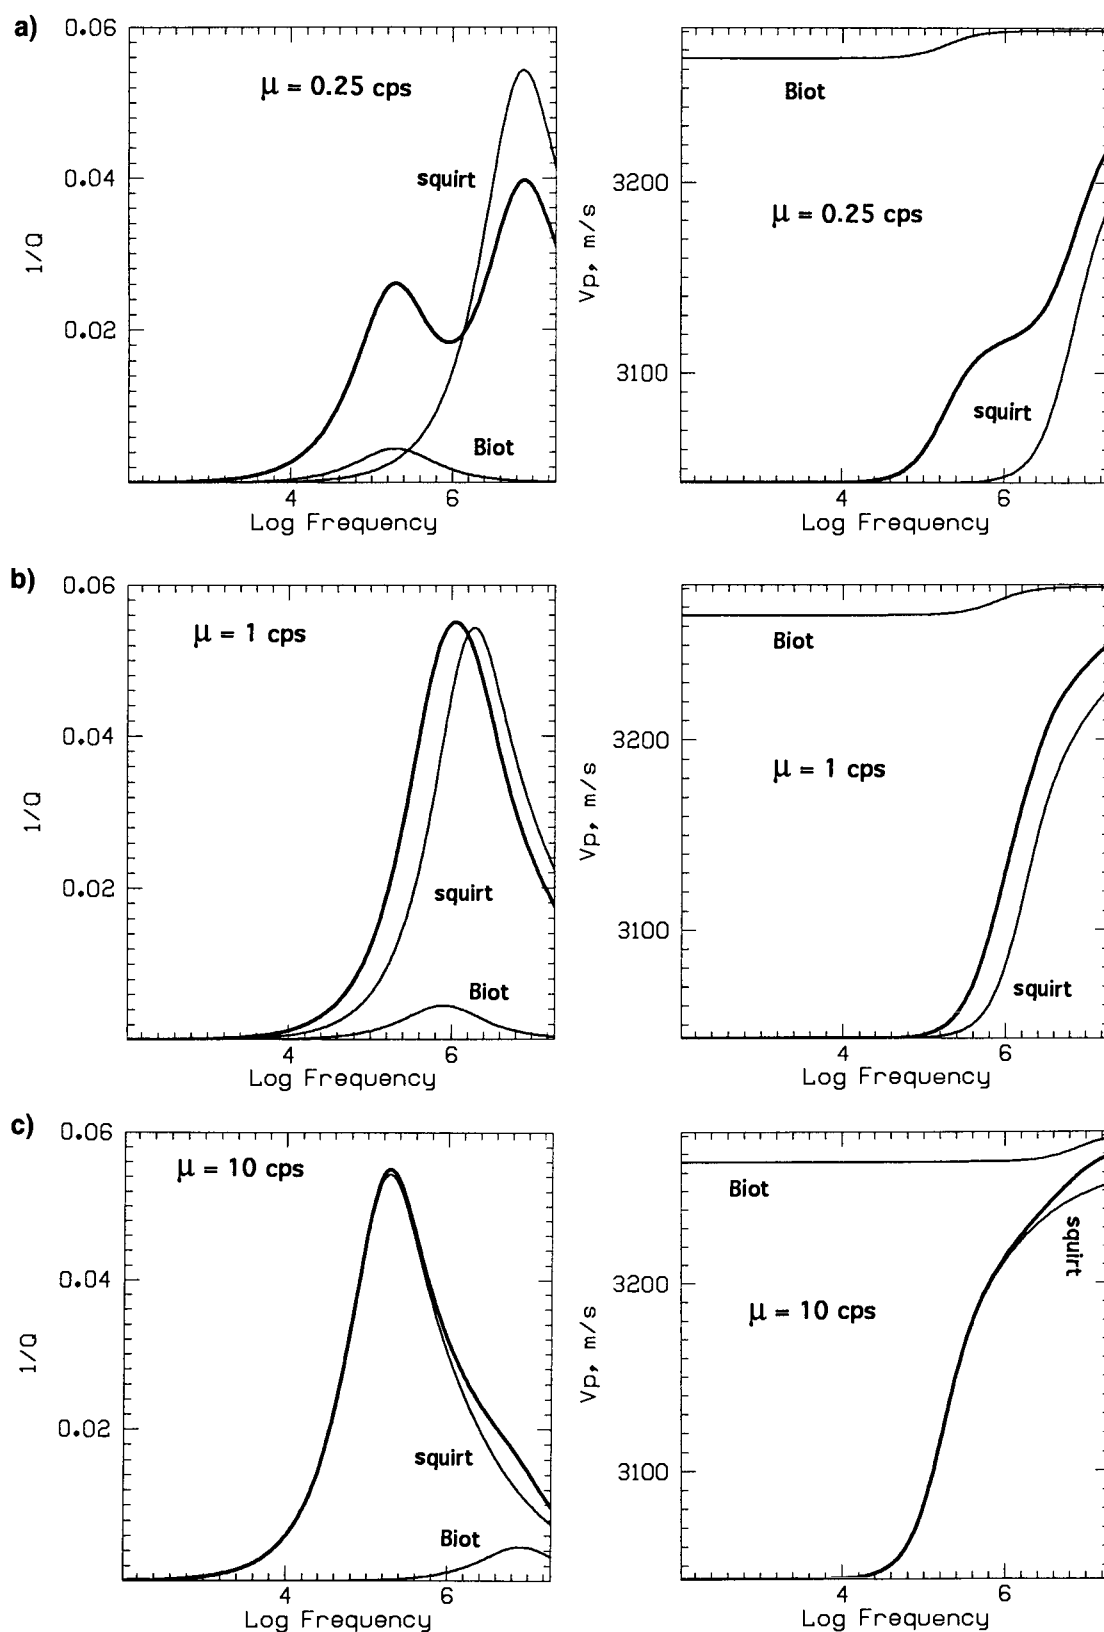 a)
0.06
0.04
0.02
1/Q
μ = 0.25 cps
squirt
Biot
4
6
Log Frequency
3200
3100
Vp, m/s
Biot
μ = 0.25 cps
squirt
4
6
Log Frequency
b)
0.06
0.04
0.02
1/Q
μ = 1 cps
squirt
Biot
4
6
Log Frequency
3200
3100
Vp, m/s
Biot
μ = 1 cps
squirt
4
6
Log Frequency
c)
0.06
0.04
0.02
1/Q
μ = 10 cps
squirt
Biot
4
6
Log Frequency
3200
3100
Vp, m/s
Biot
squirt
μ = 10 cps
4
6
Log Frequency